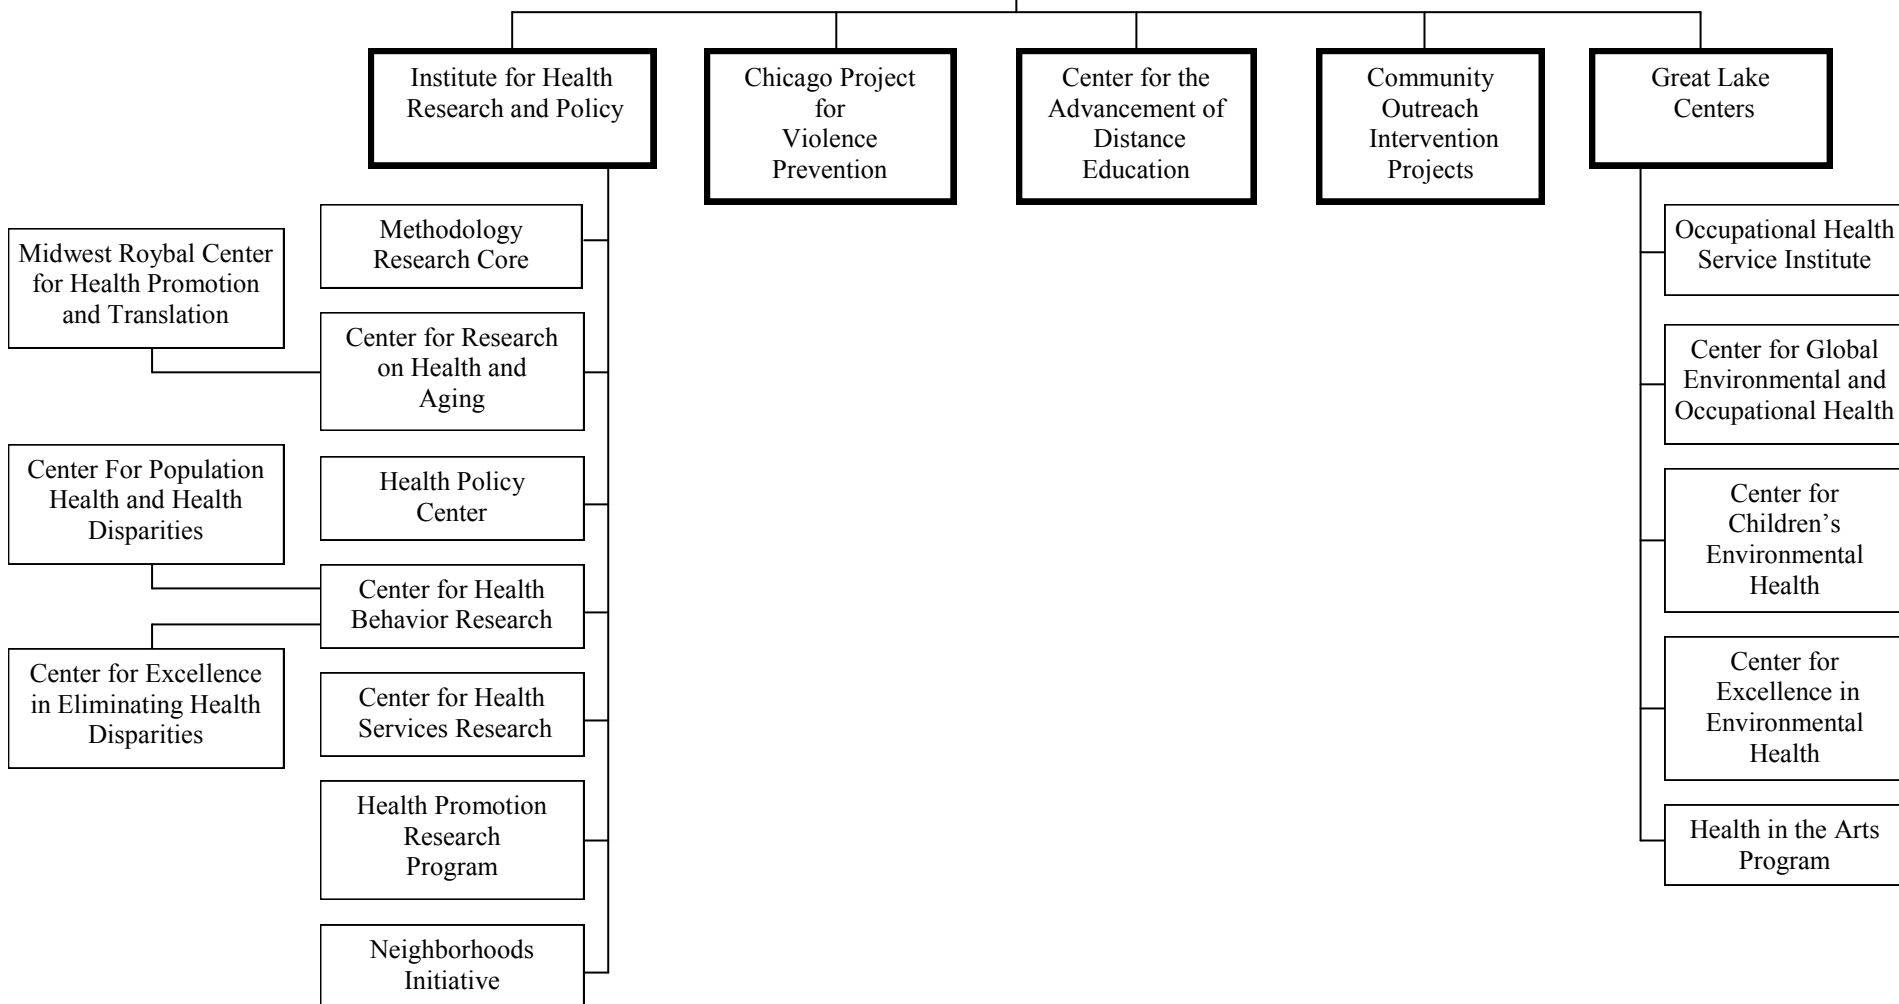 Institute for Health
Research and Policy
Chicago Project
for
Violence
Prevention
Center for the
Advancement of
Distance
Education
Community
Outreach
Intervention
Projects
Great Lake
Centers
Methodology
Research Core
Midwest Roybal Center
for Health Promotion
and Translation
Center for Research
on Health and
Aging
Center For Population
Health and Health
Disparities
Health Policy
Center
Center for Health
Behavior Research
Center for Excellence
in Eliminating Health
Disparities
Center for Health
Services Research
Health Promotion
Research
Program
Neighborhoods
Initiative
Occupational Health
Service Institute
Center for Global
Environmental and
Occupational Health
Center for
Children’s
Environmental
Health
Center for
Excellence in
Environmental
Health
Health in the Arts
Program